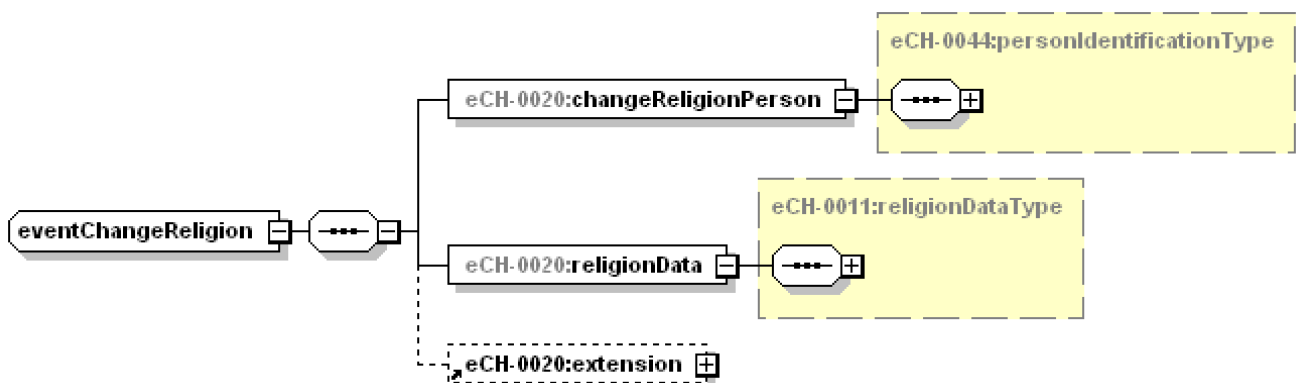 eCH-0044:personIdentificationType
eCH-0020:changeReligionPerson
eCH-0011:religionDataType
eventChangeReligion
eCH-0020:religionData
eCH-0020:extension